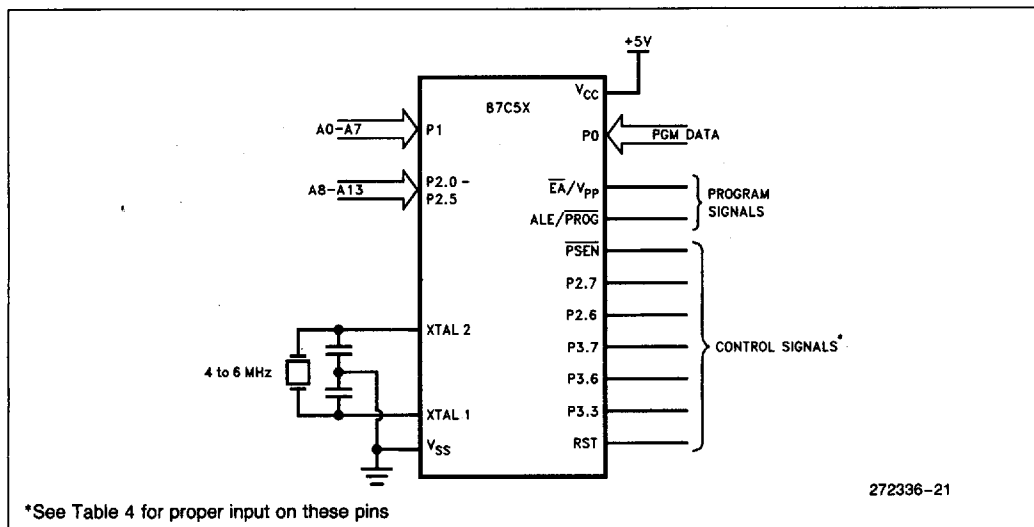 +5V
VCC
87C5X
A0-A7
P1
P0
PGM DATA
A8-A13
P2.0 -
P2.5
EA/VPP
ALE/PROG
PROGRAM
SIGNALS
PSEN
P2.7
P2.6
P3.7
P3.6
P3.3
RST
CONTROL SIGNALS*
XTAL 2
4 to 6 MHz
XTAL 1
VSS
272336-21
*See Table 4 for proper input on these pins